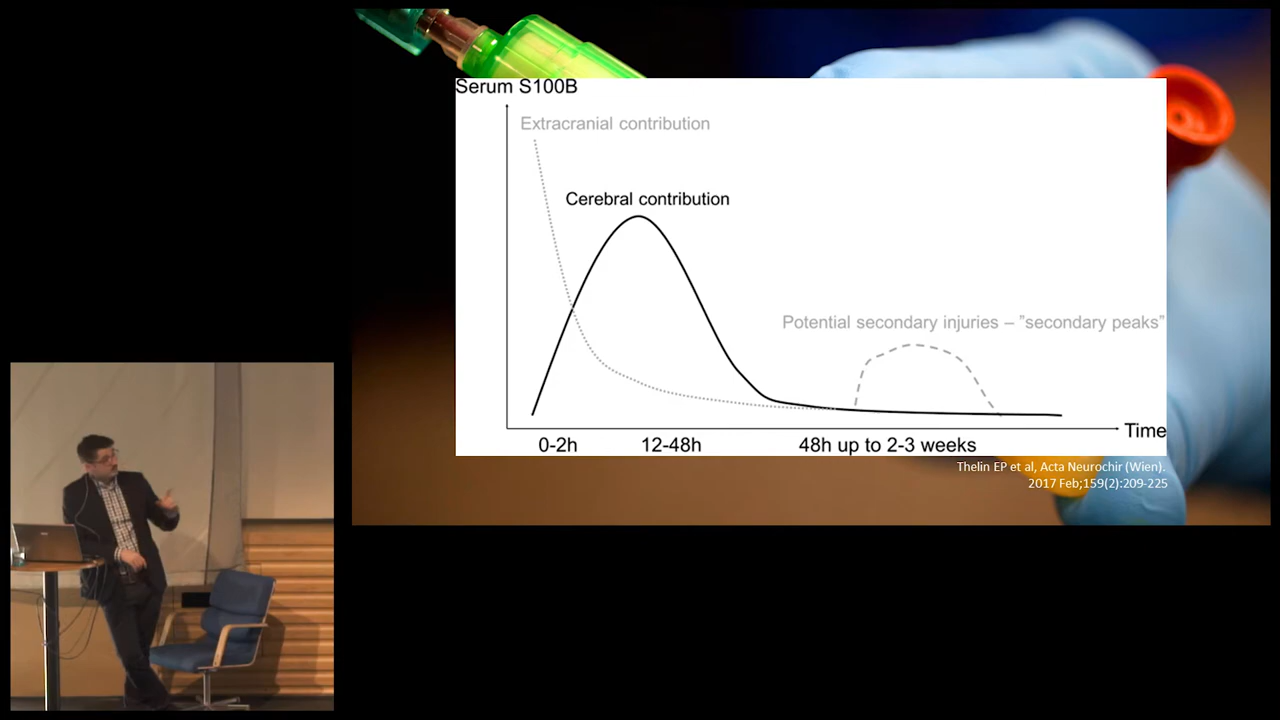 Serum S100B
Extracranial contribution
Cerebral contribution
Potential secondary injuries – ”secondary peaks”
Time
0-2h 12-48h 48h up to 2-3 weeks
Thelin EP et al, Acta Neurochir (Wien).
2017 Feb;159(2):209-225